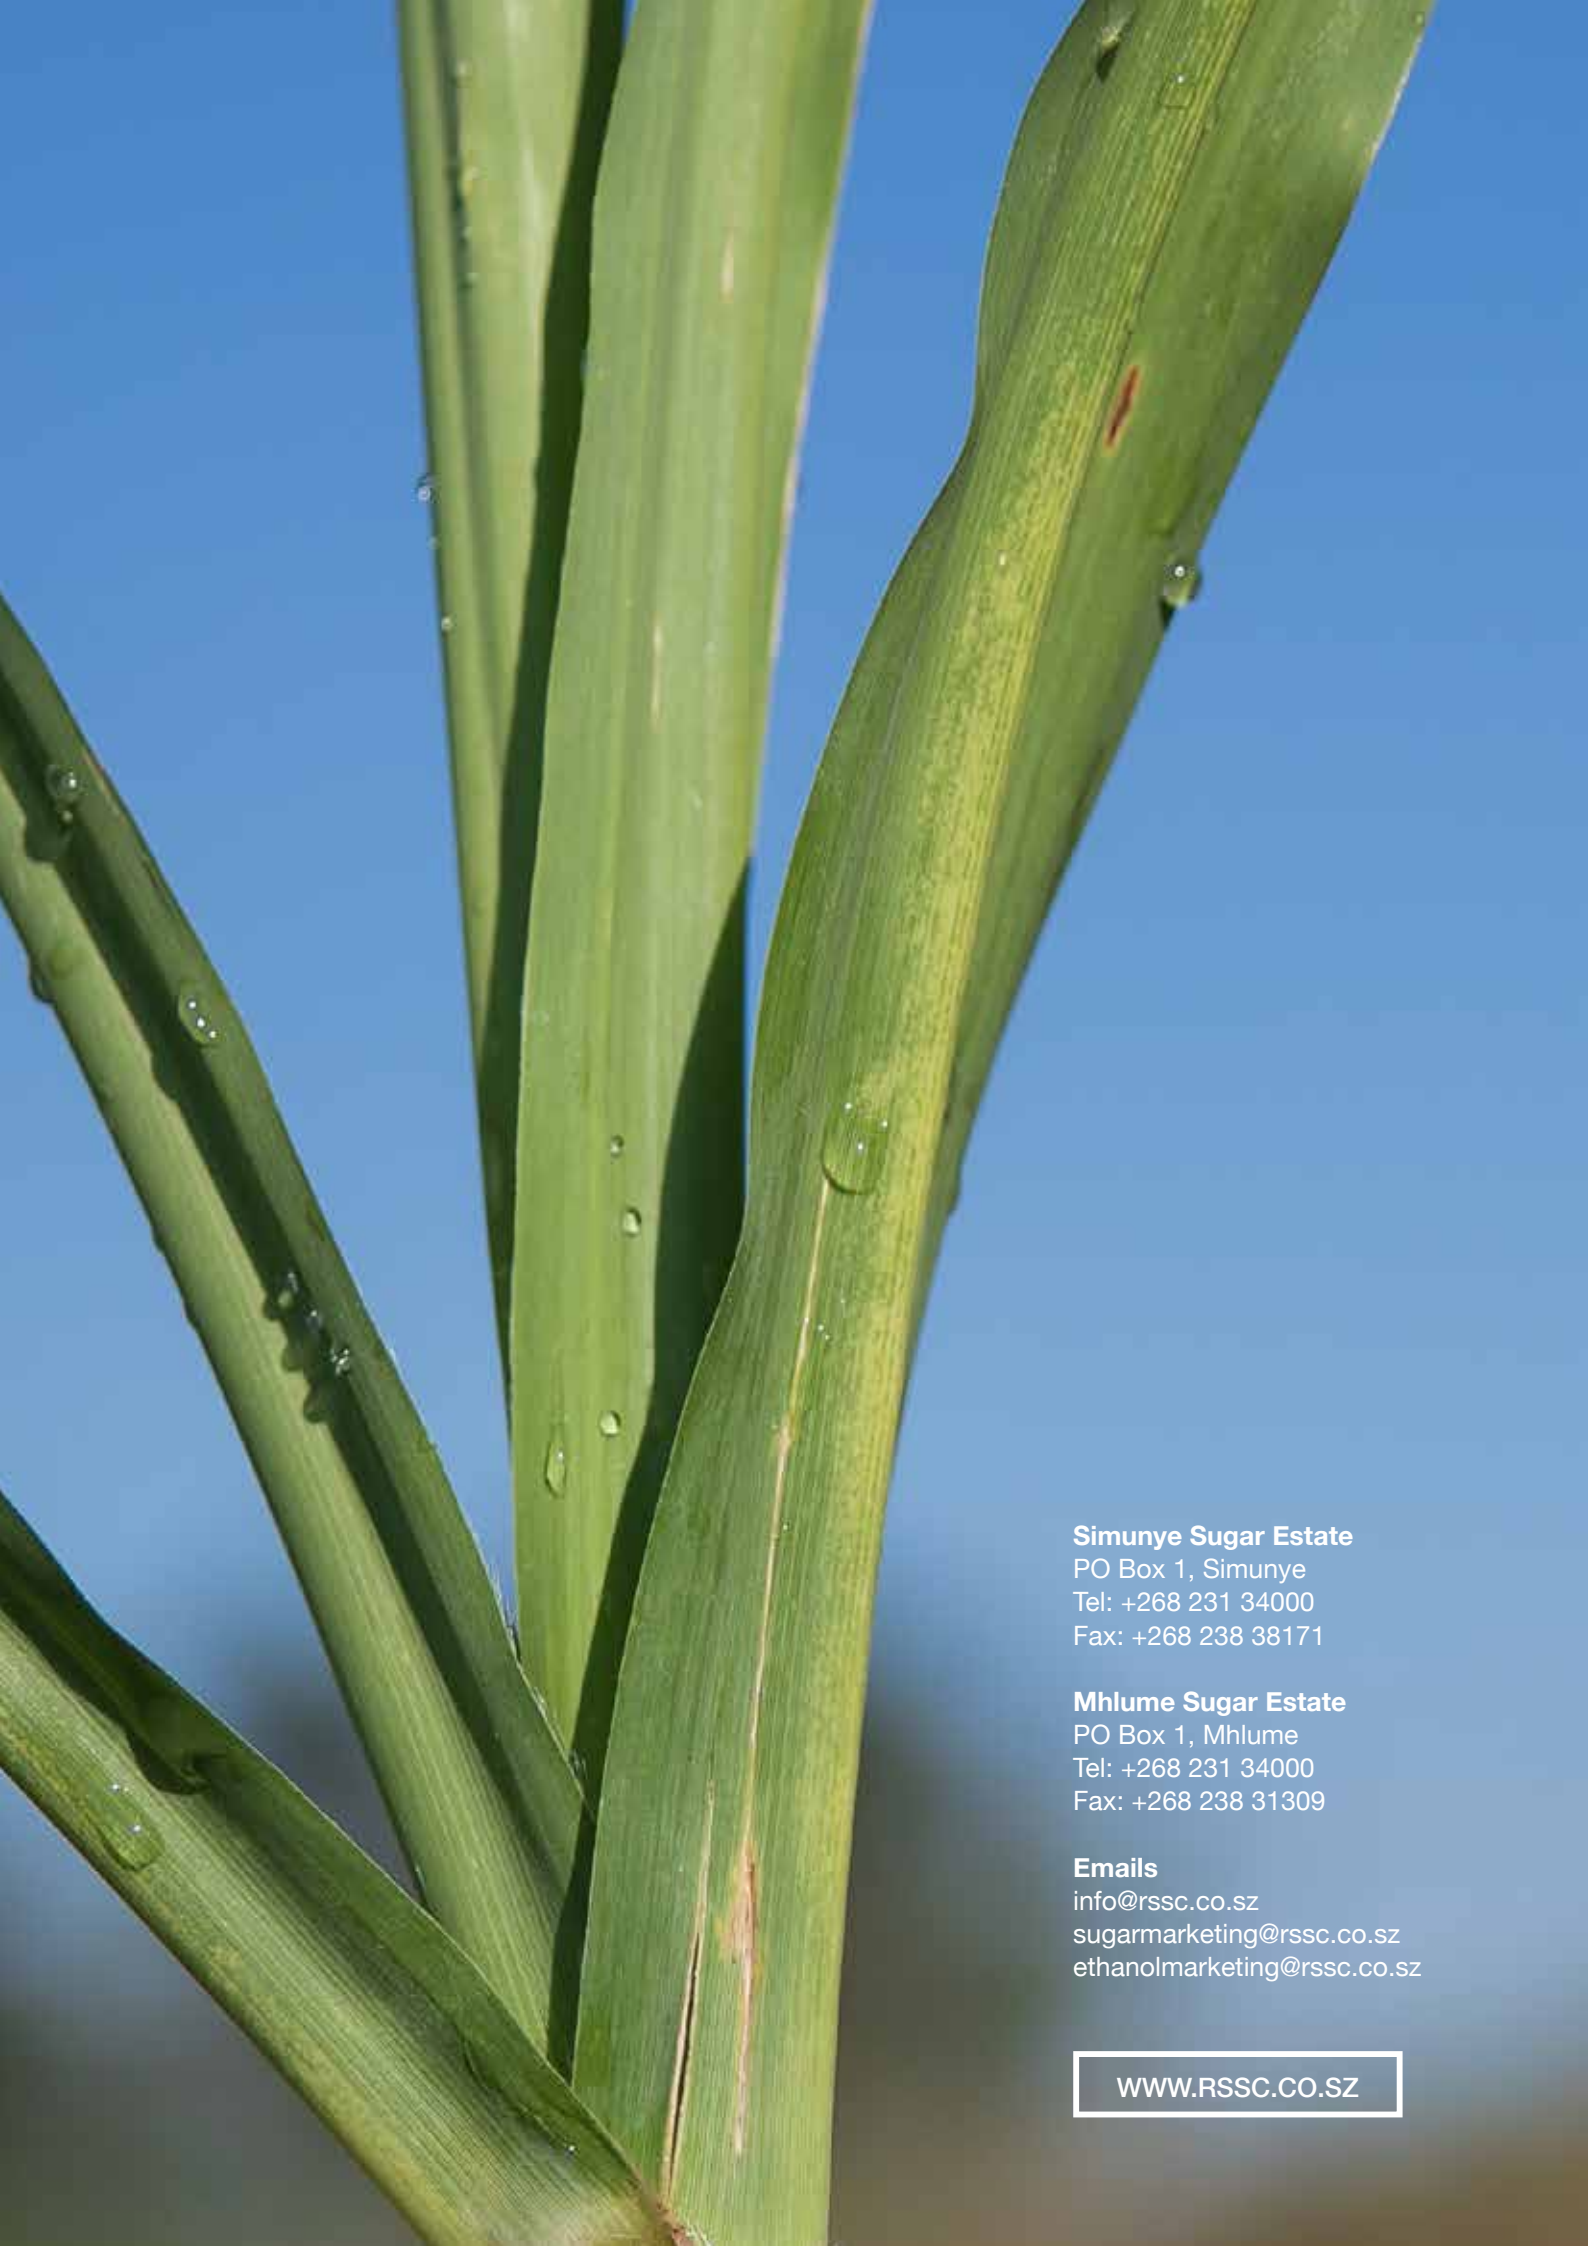 Simunye Sugar Estate
PO Box 1, Simunye
Tel: +268 231 34000
Fax: +268 238 38171
Mhlume Sugar Estate
PO Box 1, Mhlume
Tel: +268 231 34000
Fax: +268 238 31309
Emails
info@rssc.co.sz
sugarmarketing@rssc.co.sz
ethanolmarketing@rssc.co.sz
WWW.RSSC.CO.SZ